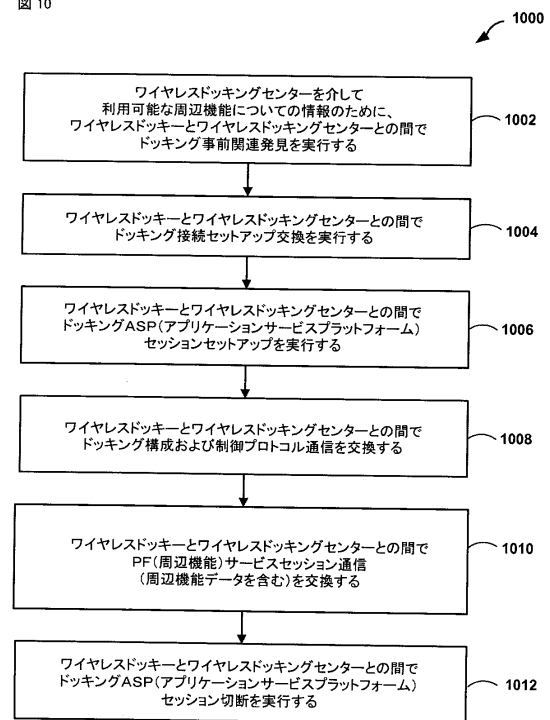 図 10
1000
ワイヤレスドッキングセンターを介して
利用可能な周辺機能についての情報のために、
ワイヤレスドッキーとワイヤレスドッキングセンターとの間で
ドッキング事前関連発見を実行する
1002
ワイヤレスドッキーとワイヤレスドッキングセンターとの間で
ドッキング接続セットアップ交換を実行する
1004
ワイヤレスドッキーとワイヤレスドッキングセンターとの間で
ドッキングASP(アプリケーションサービスプラットフォーム)
セッションセットアップを実行する
1006
ワイヤレスドッキーとワイヤレスドッキングセンターとの間で
ドッキング構成および制御プロトコル通信を交換する
1008
ワイヤレスドッキーとワイヤレスドッキングセンターとの間で
PF(周辺機能)サービスセッション通信
(周辺機能データを含む)を交換する
1010
ワイヤレスドッキーとワイヤレスドッキングセンターとの間で
ドッキングASP(アプリケーションサービスプラットフォーム)
セッション切断を実行する
1012